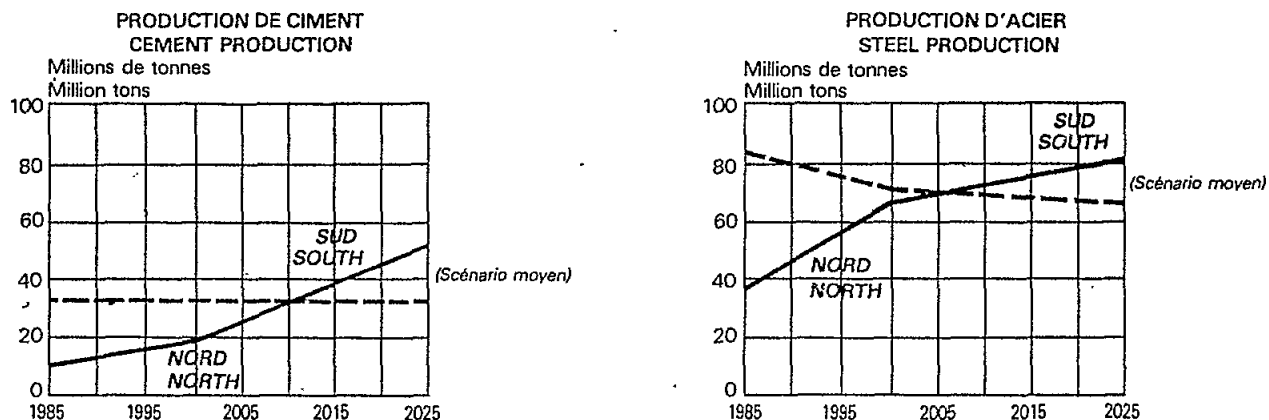 PRODUCTION DE CIMENT
CEMENT PRODUCTION
Millions de tonnes
Million tons
100
80
60
40
20
0
SUD
SOUTH
(Scénario moyen)
NORD
NORTH
1985
1995
2005
2015
2025
PRODUCTION D'ACIER
STEEL PRODUCTION
Millions de tonnes
Million tons
100
80
60
40
20
0
SUD
SOUTH
(Scénario moyen)
NORD
NORTH
1985
1995
2005
2015
2025